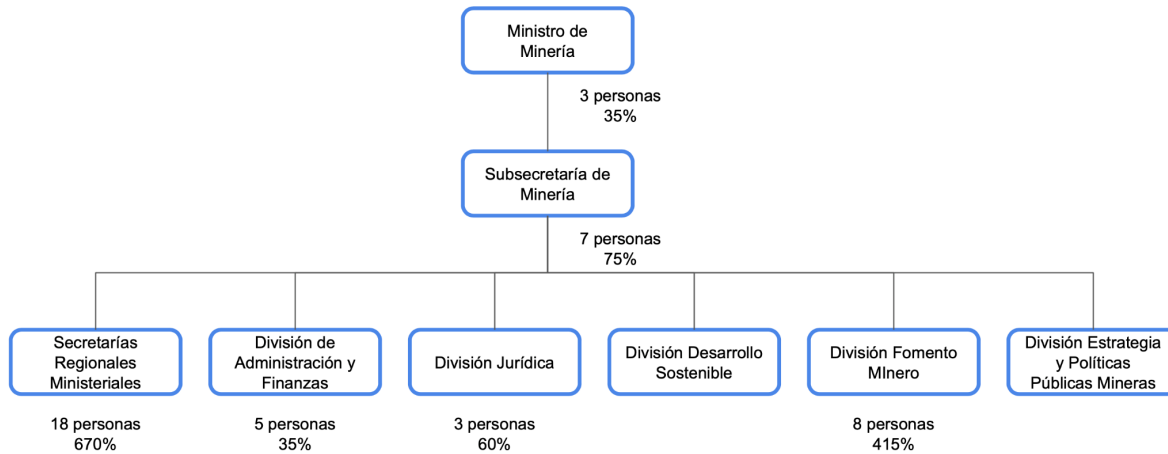 Ministro de
Minería
3 personas
35%
Subsecretaría de
Minería
7 personas
75%
Secretarías
Regionales
Ministeriales
División de
Administración y
Finanzas
División Jurídica
División Desarrollo
Sostenible
División Fomento
MInero
División Estrategia
y Políticas
Públicas Mineras
18 personas
670%
5 personas
35%
3 personas
60%
8 personas
415%